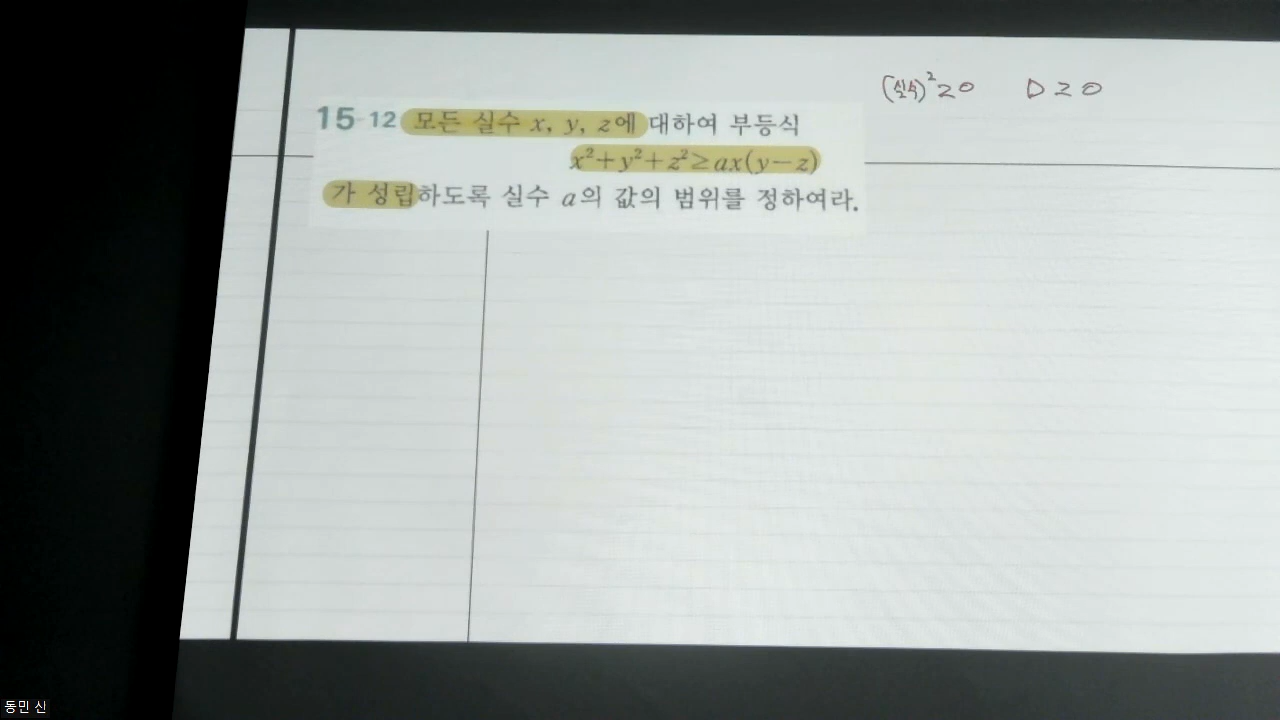 (실수)²≥0 D≥0
15-12 모든 실수 x, y, z에 대하여 부등식
x²+y²+z²≥ax(y−z)
가 성립하도록 실수 a의 값의 범위를 정하여라.
동민 신